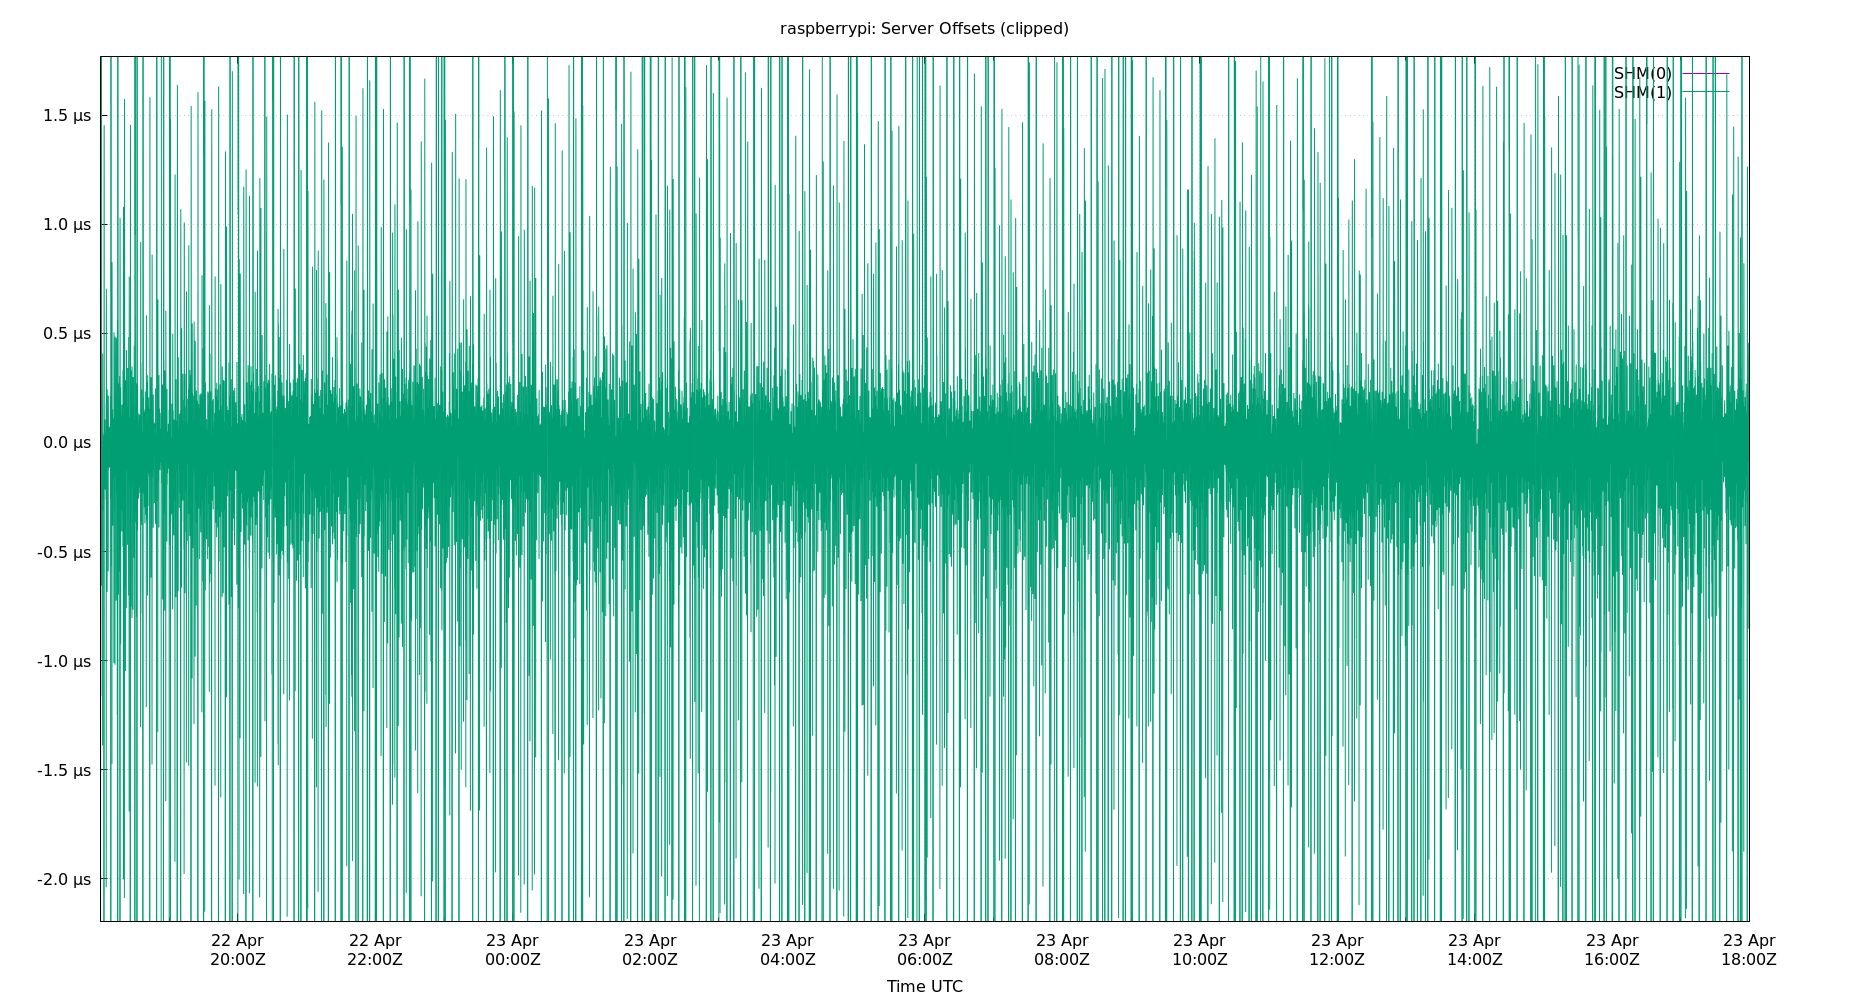 raspberrypi: Server Offsets (clipped)
SHM(0)
SHM(1)
1.5 µs
1.0 µs
0.5 µs
0.0 µs
-0.5 µs
-1.0 µs
-1.5 µs
-2.0 µs
22 Apr 22 Apr 23 Apr 23 Apr 23 Apr 23 Apr 23 Apr 23 Apr 23 Apr 23 Apr 23 Apr 23 Apr
20:00Z 22:00Z 00:00Z 02:00Z 04:00Z 06:00Z 08:00Z 10:00Z 12:00Z 14:00Z 16:00Z 18:00Z
Time UTC